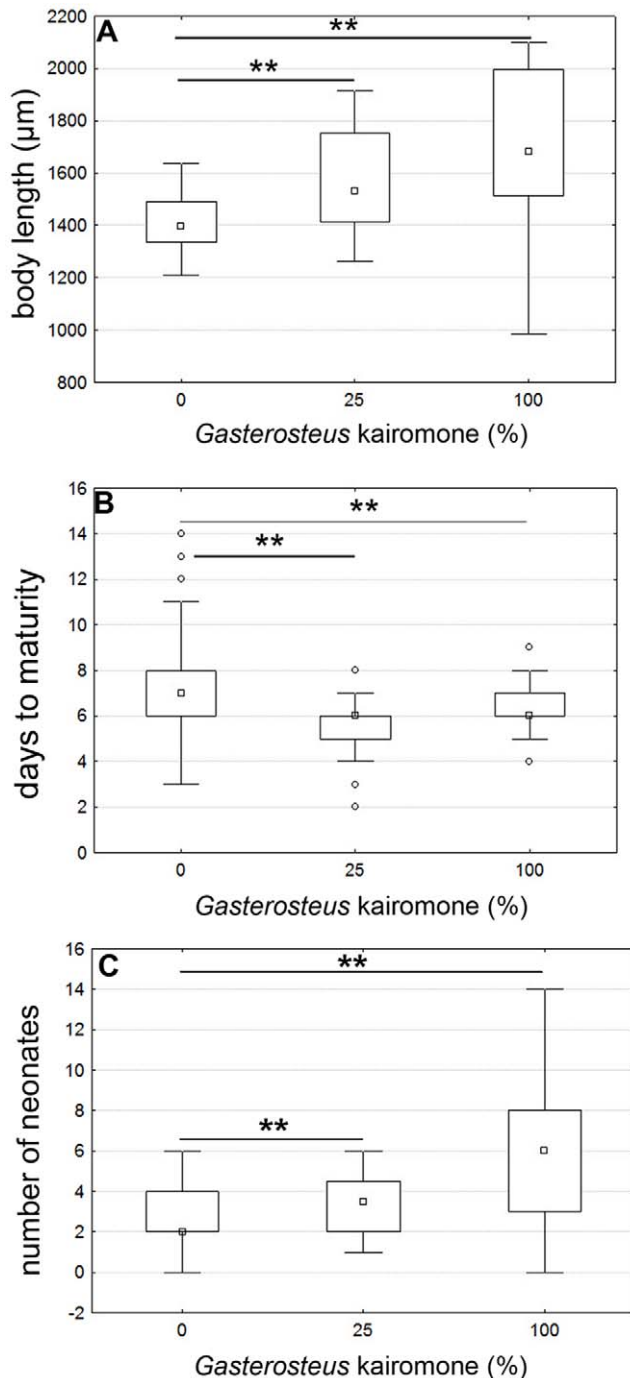 A
**
**
2200
2000
1800
1600
1400
1200
1000
800
body length (µm)
0 25 100
Gasterosteus kairomone (%)
B
**
**
16
14
12
10
8
6
4
2
0
days to maturity
0 25 100
Gasterosteus kairomone (%)
C
**
**
16
14
12
10
8
6
4
2
0
-2
number of neonates
0 25 100
Gasterosteus kairomone (%)